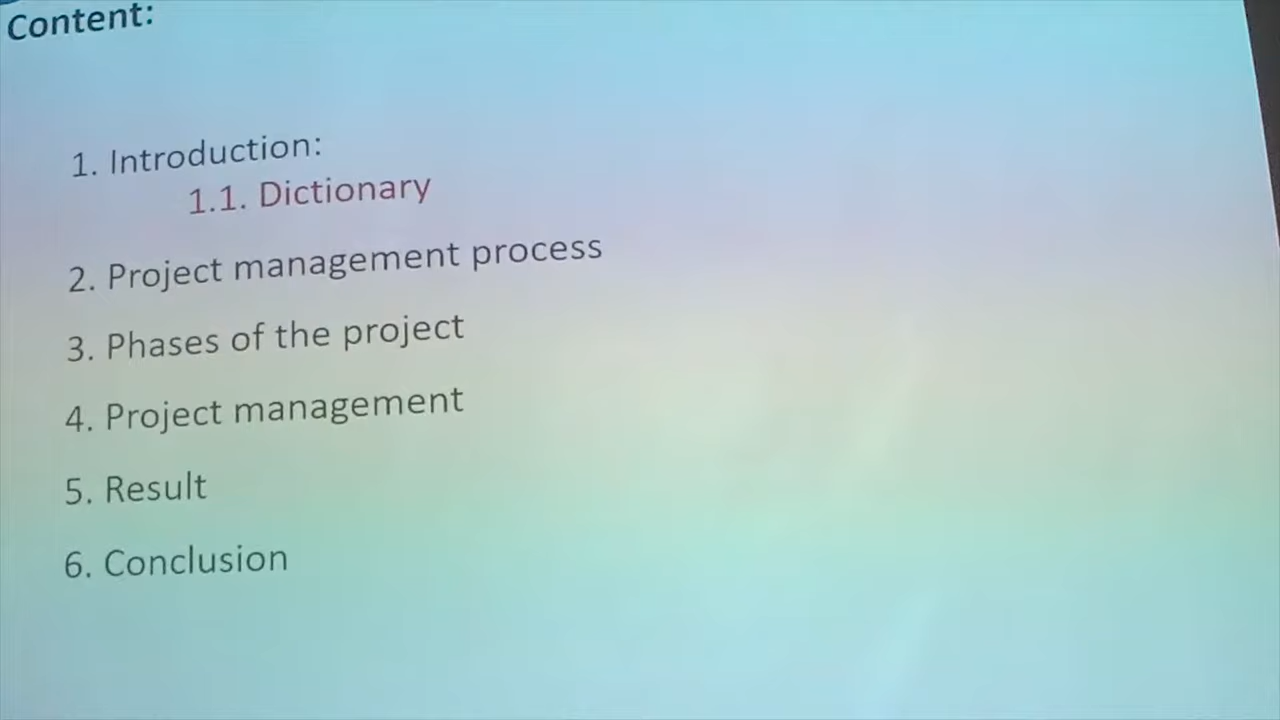 Content:
1. Introduction:
1.1. Dictionary
2. Project management process
3. Phases of the project
4. Project management
5. Result
6. Conclusion